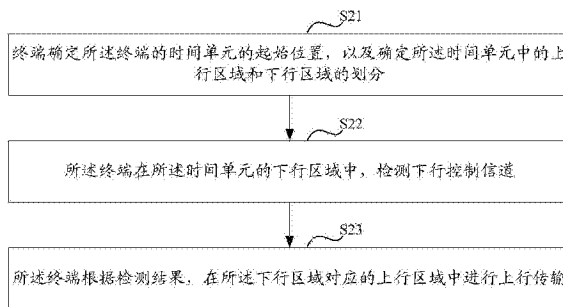 S21
终端确定所述终端的时间单元的起始位置，以及确定所述时间单元中的上
行区域和下行区域的划分
S22
所述终端在所述时间单元的下行区域中，检测下行控制信道
S23
所述终端根据检测结果，在所述下行区域对应的上行区域中进行上行传输